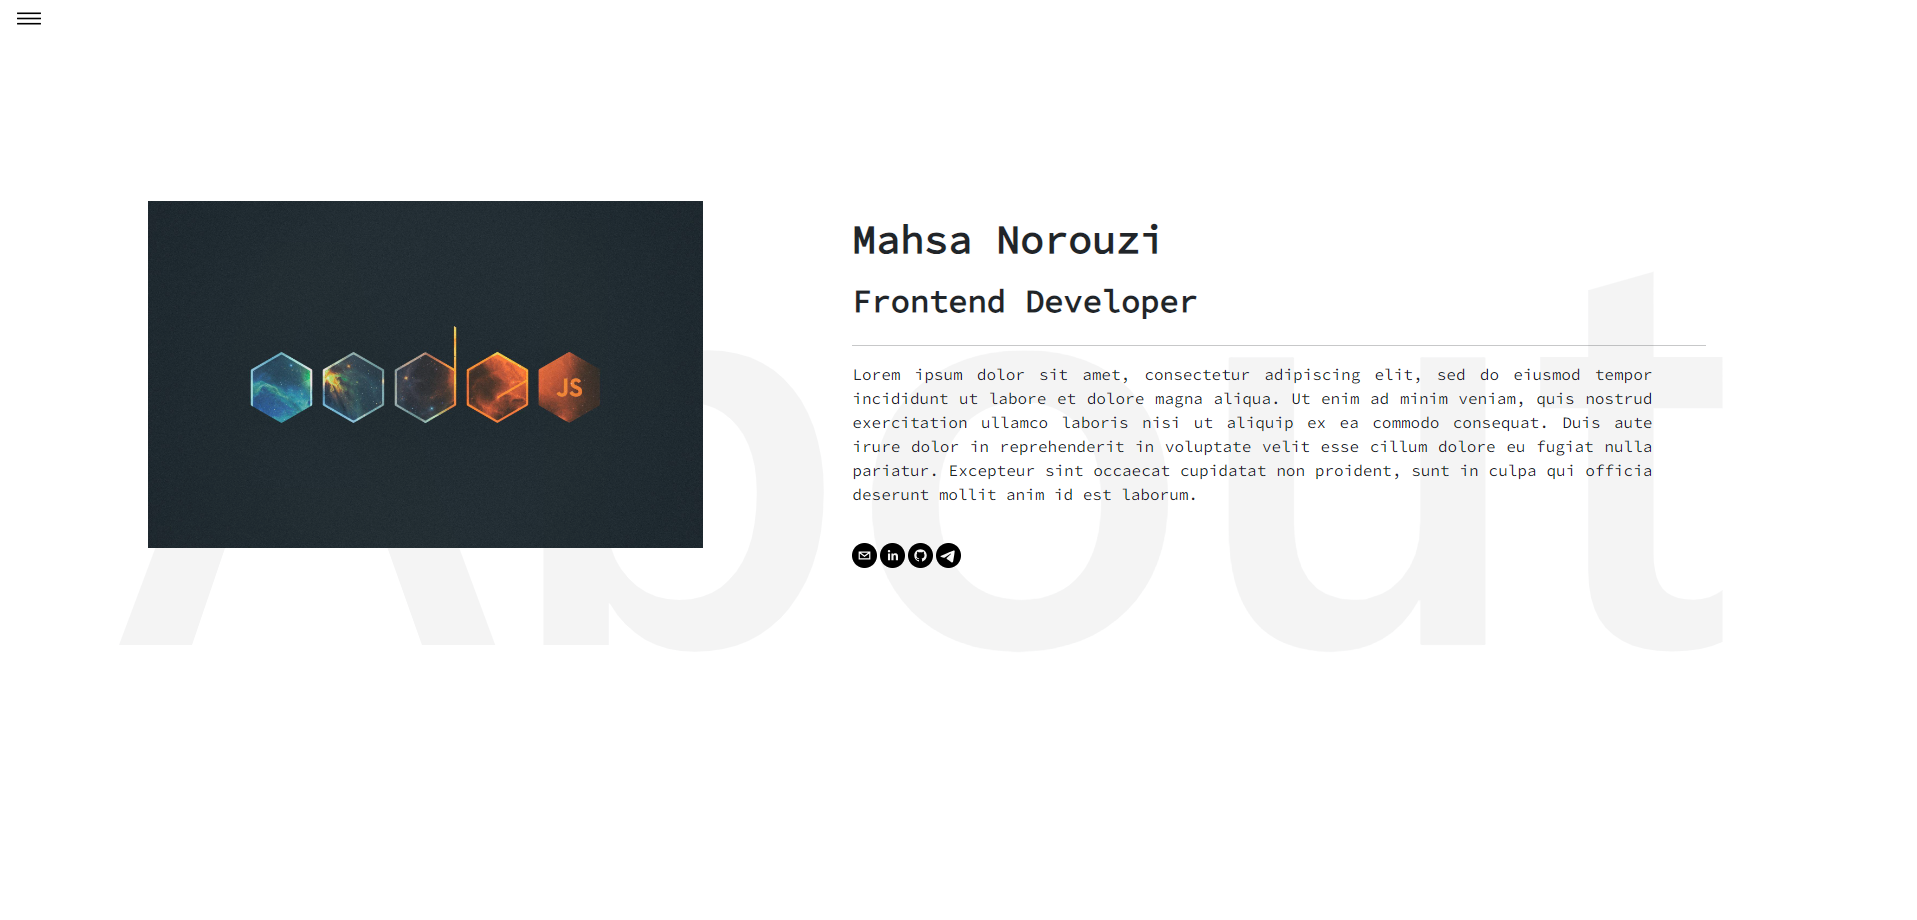 Mahsa Norouzi
Frontend Developer
Lorem ipsum dolor sit amet, consectetur adipiscing elit, sed do eiusmod tempor
incididunt ut labore et dolore magna aliqua. Ut enim ad minim veniam, quis nostrud
exercitation ullamco laboris nisi ut aliquip ex ea commodo consequat. Duis aute
irure dolor in reprehenderit in voluptate velit esse cillum dolore eu fugiat nulla
pariatur. Excepteur sint occaecat cupidatat non proident, sunt in culpa qui officia
deserunt mollit anim id est laborum.
in
JS
About